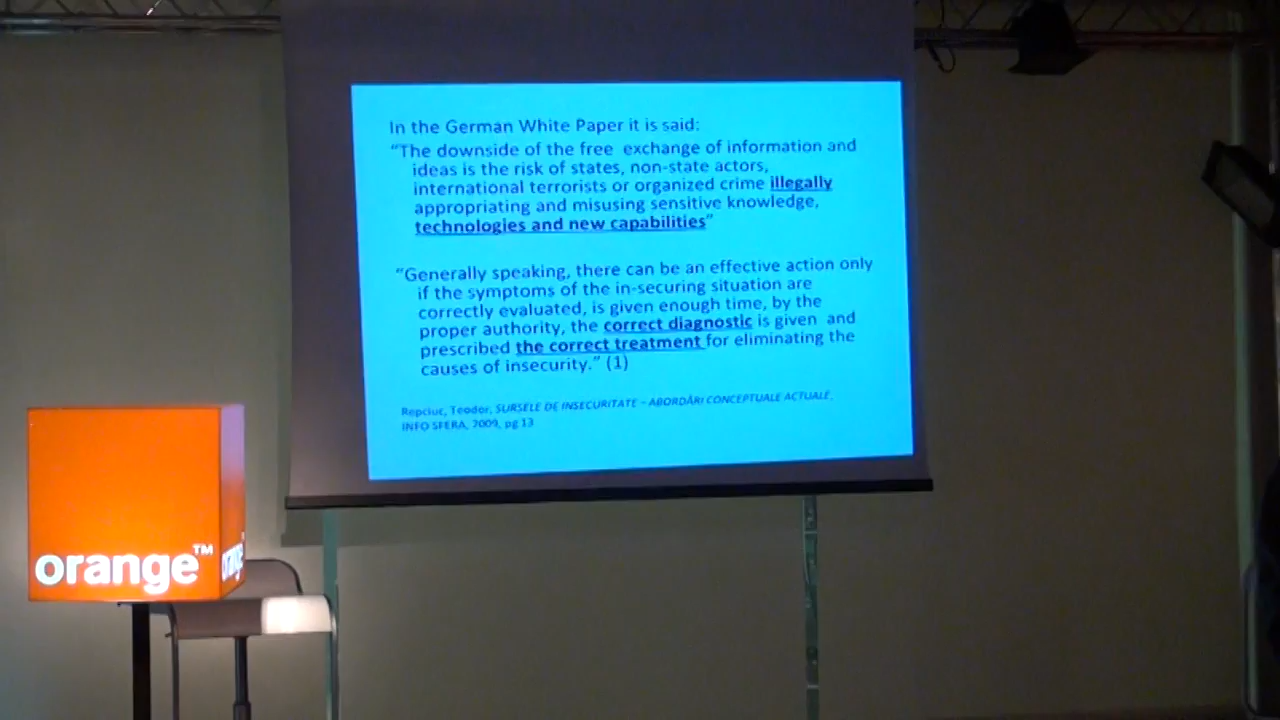 In the German White Paper it is said:
“The downside of the free exchange of information and
ideas is the risk of states, non-state actors,
international terrorists or organized crime illegally
appropriating and misusing sensitive knowledge,
technologies and new capabilities”
“Generally speaking, there can be an effective action only
if the symptoms of the in-securing situation are
correctly evaluated, is given enough time, by the
proper authority, the correct diagnostic is given and
prescribed the correct treatment for eliminating the
causes of insecurity.” (1)
Repciuc, Teodor, SURSELE DE INSECURITATE – ABORDĂRI CONCEPTUALE ACTUALE,
INFO SFERA, 2009, pg 13
orange™
orange